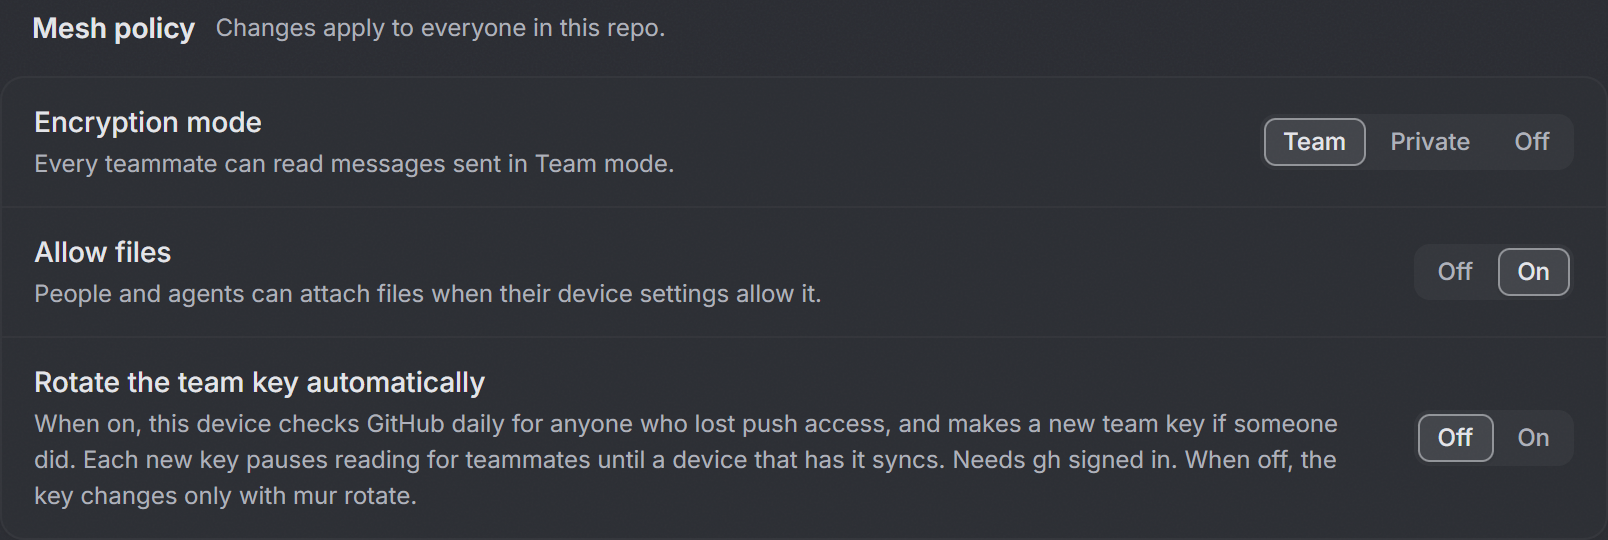 Mesh policy Changes apply to everyone in this repo.
Encryption mode
Every teammate can read messages sent in Team mode.
Team Private Off
Allow files
People and agents can attach files when their device settings allow it.
Off On
Rotate the team key automatically
When on, this device checks GitHub daily for anyone who lost push access, and makes a new team key if someone
did. Each new key pauses reading for teammates until a device that has it syncs. Needs gh signed in. When off, the
key changes only with mur rotate.
Off On